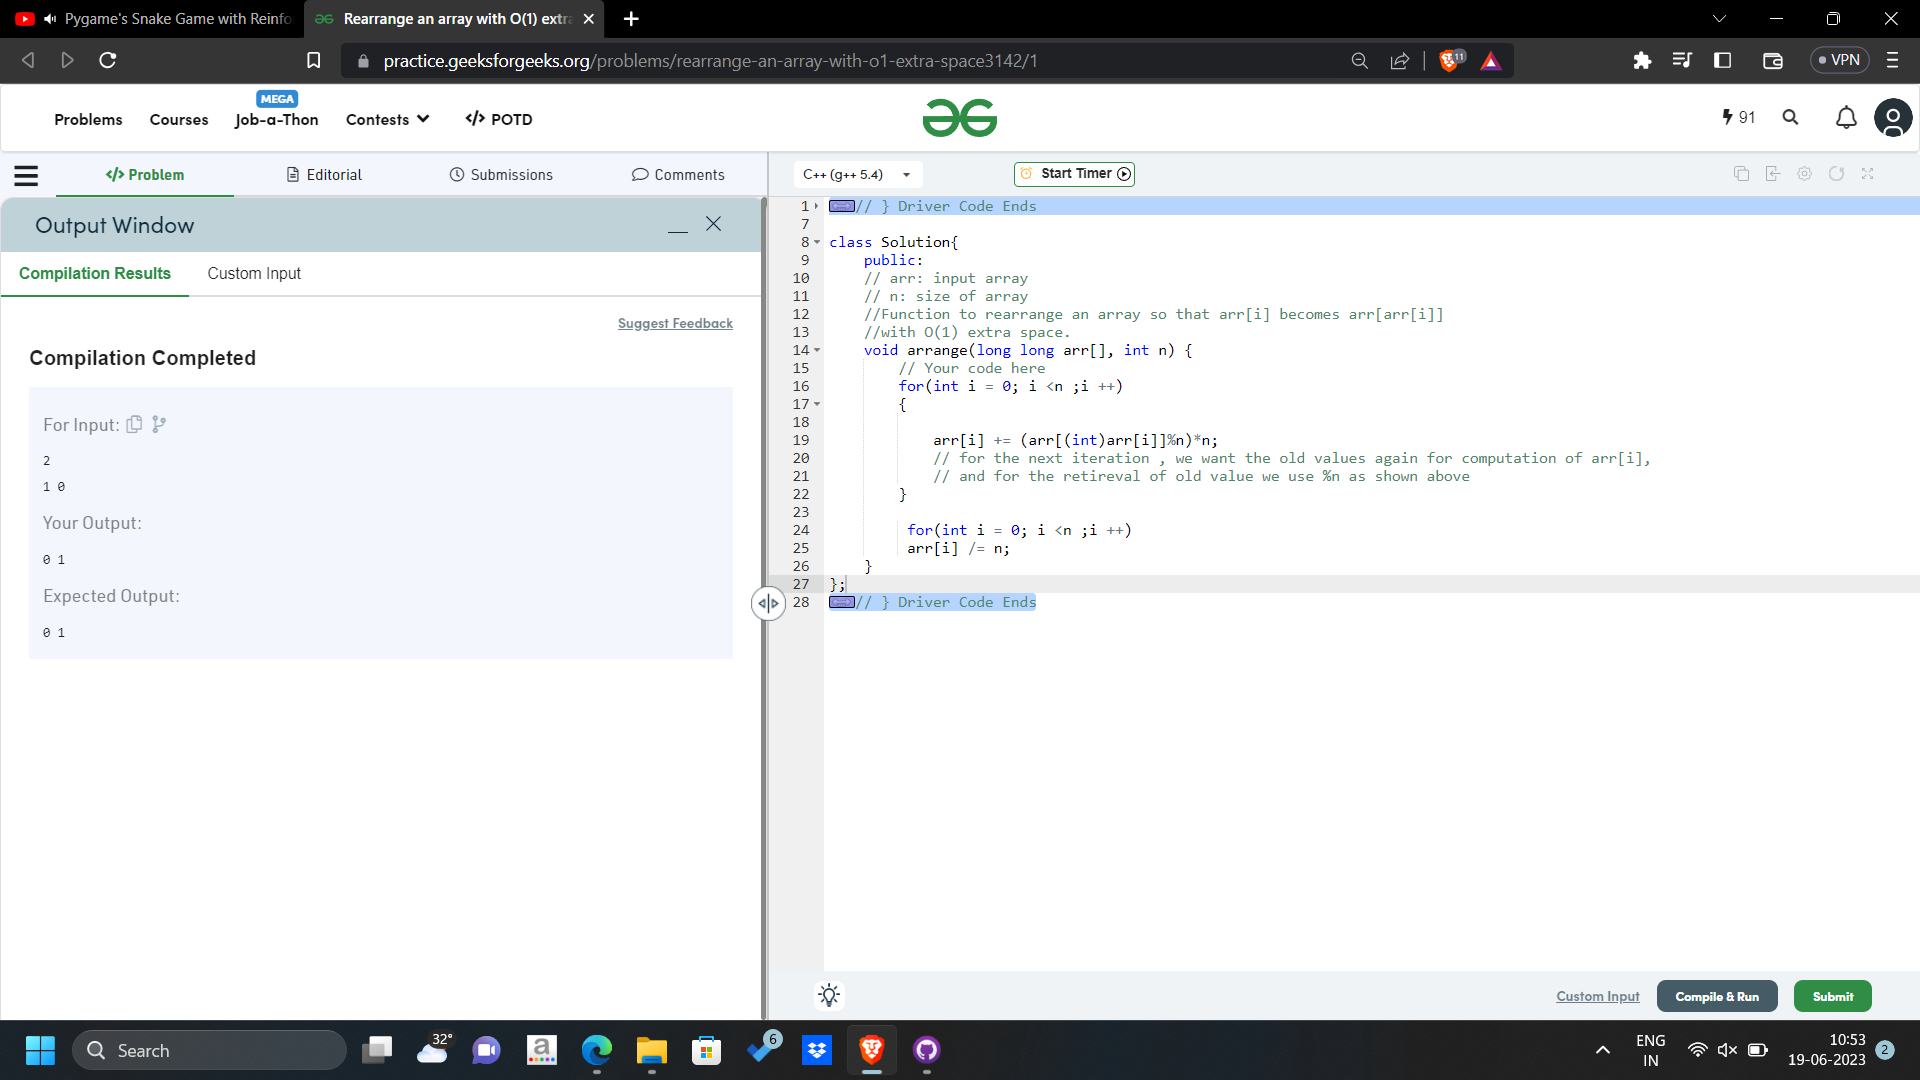 Pygame's Snake Game with Reinfo
Rearrange an array with O(1) extra
practice.geeksforgeeks.org/problems/rearrange-an-array-with-o1-extra-space3142/1
11
VPN
MEGA
Problems
Courses
Job-a-Thon
Contests
</> POTD
91
</> Problem
Editorial
Submissions
Comments
C++ (g++ 5.4)
Start Timer
Output Window
Compilation Results
Custom Input
Suggest Feedback
Compilation Completed
For Input:
2
1 0
Your Output:
0 1
Expected Output:
0 1
1 // } Driver Code Ends
7
8 class Solution{
9 public:
10 // arr: input array
11 // n: size of array
12 //Function to rearrange an array so that arr[i] becomes arr[arr[i]]
13 //with O(1) extra space.
14 void arrange(long long arr[], int n) {
15 // Your code here
16 for(int i = 0; i <n ;i ++)
17 {
18
19 arr[i] += (arr[(int)arr[i]]%n)*n;
20 // for the next iteration , we want the old values again for computation of arr[i],
21 // and for the retireval of old value we use %n as shown above
22 }
23
24 for(int i = 0; i <n ;i ++)
25 arr[i] /= n;
26 }
27 };
28 // } Driver Code Ends
Custom Input
Compile & Run
Submit
Search
32°
a
6
ENG
IN
10:53
19-06-2023
2